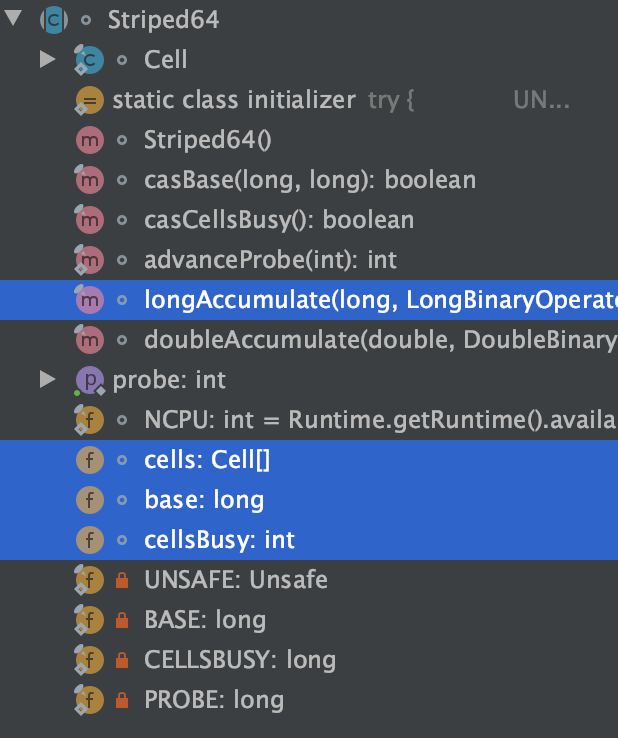 C Striped64
C Cell
= static class initializer try { UN...
m Striped64()
m casBase(long, long): boolean
m casCellsBusy(): boolean
m advanceProbe(int): int
m longAccumulate(long, LongBinaryOperat
m doubleAccumulate(double, DoubleBinary
p probe: int
f NCPU: int = Runtime.getRuntime().availa
f cells: Cell[]
f base: long
f cellsBusy: int
f UNSAFE: Unsafe
f BASE: long
f CELLSBUSY: long
f PROBE: long